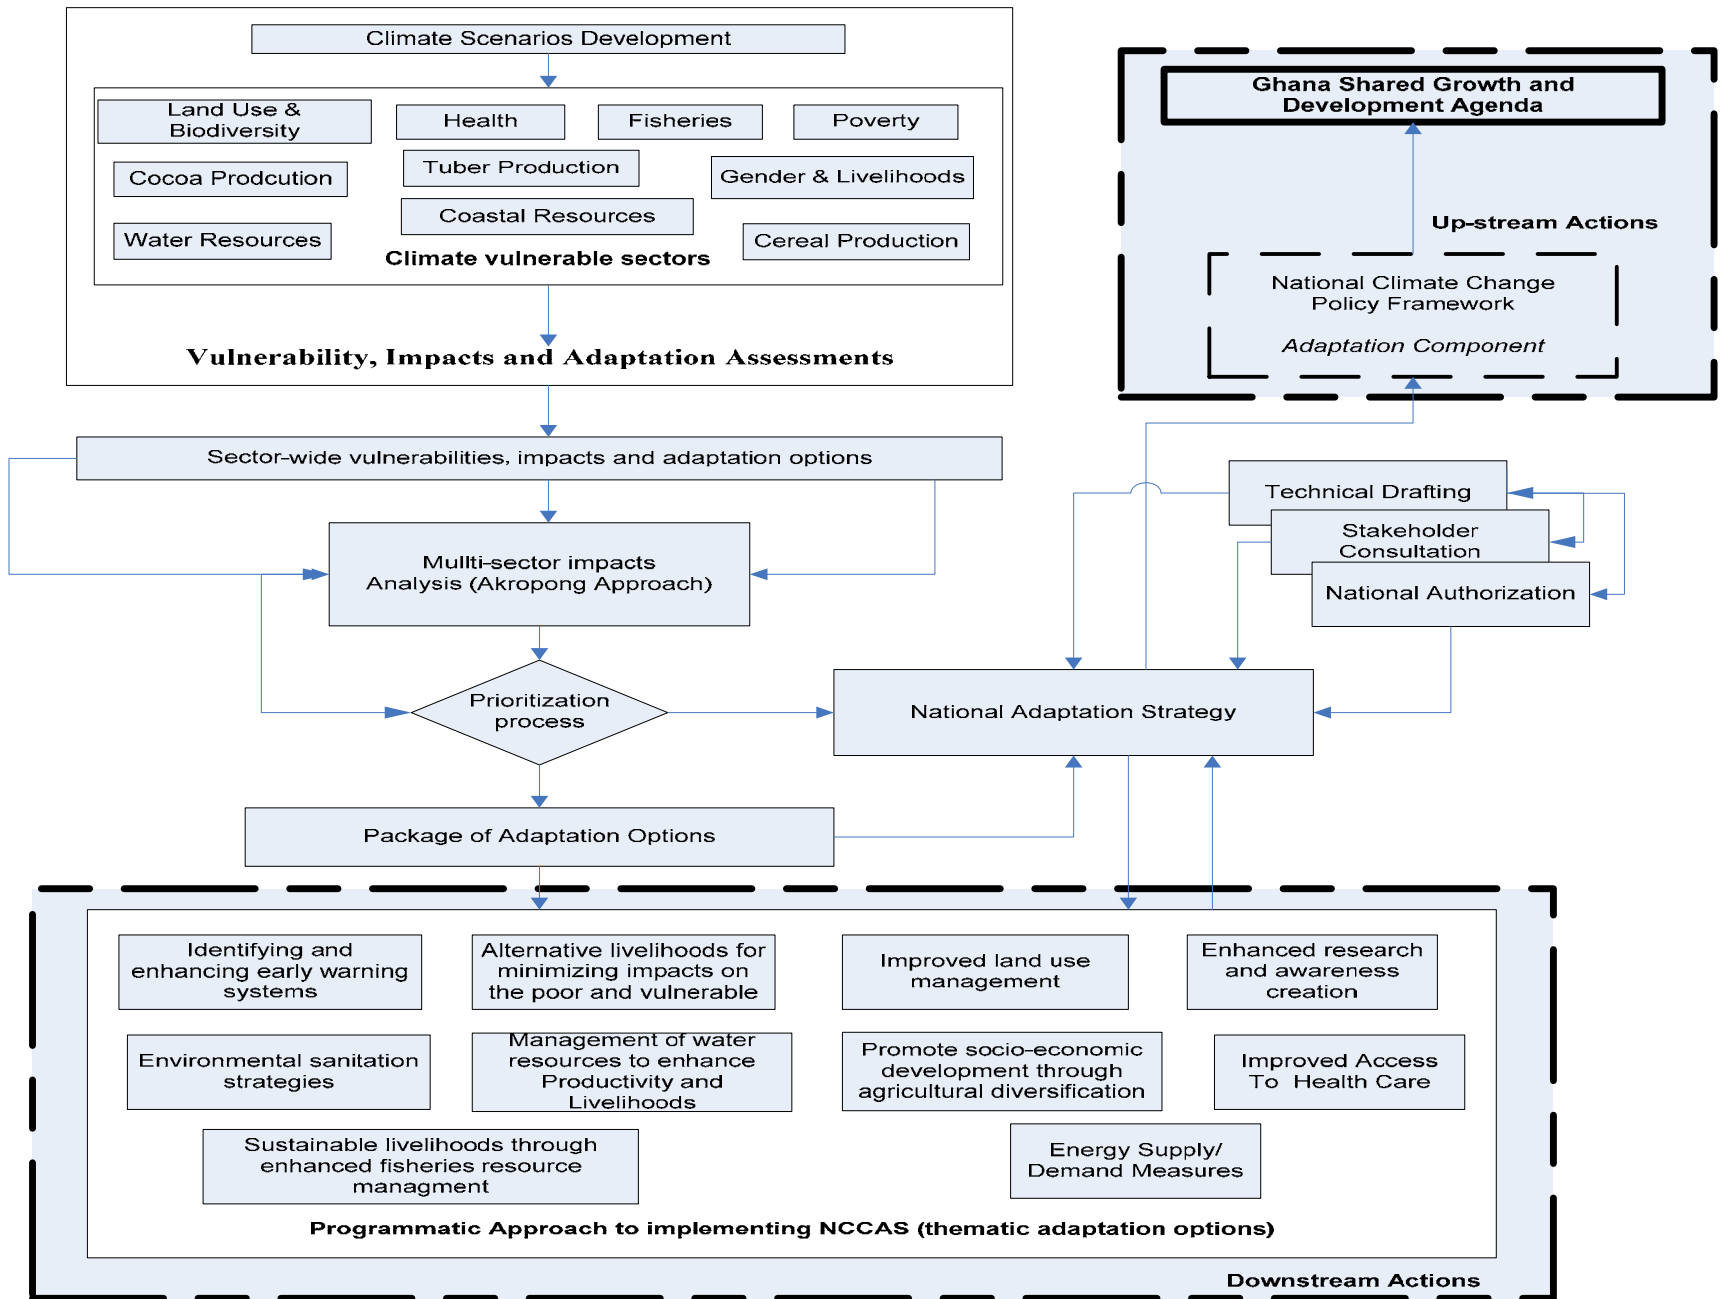 Climate Scenarios Development
Land Use &
Biodiversity
Health
Fisheries
Poverty
Cocoa Prodcution
Tuber Production
Gender & Livelihoods
Coastal Resources
Water Resources
Cereal Production
Climate vulnerable sectors
Vulnerability, Impacts and Adaptation Assessments
Ghana Shared Growth and
Development Agenda
Up-stream Actions
National Climate Change
Policy Framework
Adaptation Component
Sector-wide vulnerabilities, impacts and adaptation options
Technical Drafting
Stakeholder
Consultation
National Authorization
Mullti-sector impacts
Analysis (Akropong Approach)
Prioritization
process
National Adaptation Strategy
Package of Adaptation Options
Identifying and
enhancing early warning
systems
Alternative livelihoods for
minimizing impacts on
the poor and vulnerable
Improved land use
management
Enhanced research
and awareness
creation
Environmental sanitation
strategies
Management of water
resources to enhance
Productivity and
Livelihoods
Promote socio-economic
development through
agricultural diversification
Improved Access
To Health Care
Sustainable livelihoods through
enhanced fisheries resource
managment
Energy Supply/
Demand Measures
Programmatic Approach to implementing NCCAS (thematic adaptation options)
Downstream Actions